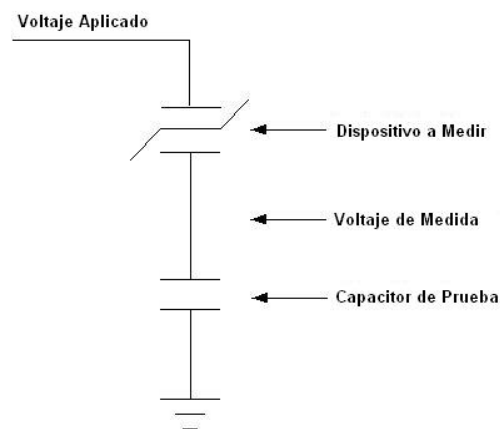 Voltaje Aplicado
Dispositivo a Medir
Voltaje de Medida
Capacitor de Prueba